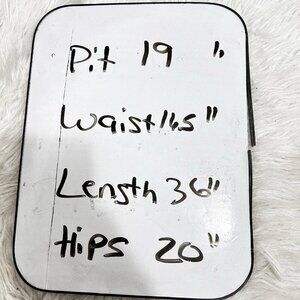 Pit 19 "
Waist 16.5"
Length 36"
Hips 20"